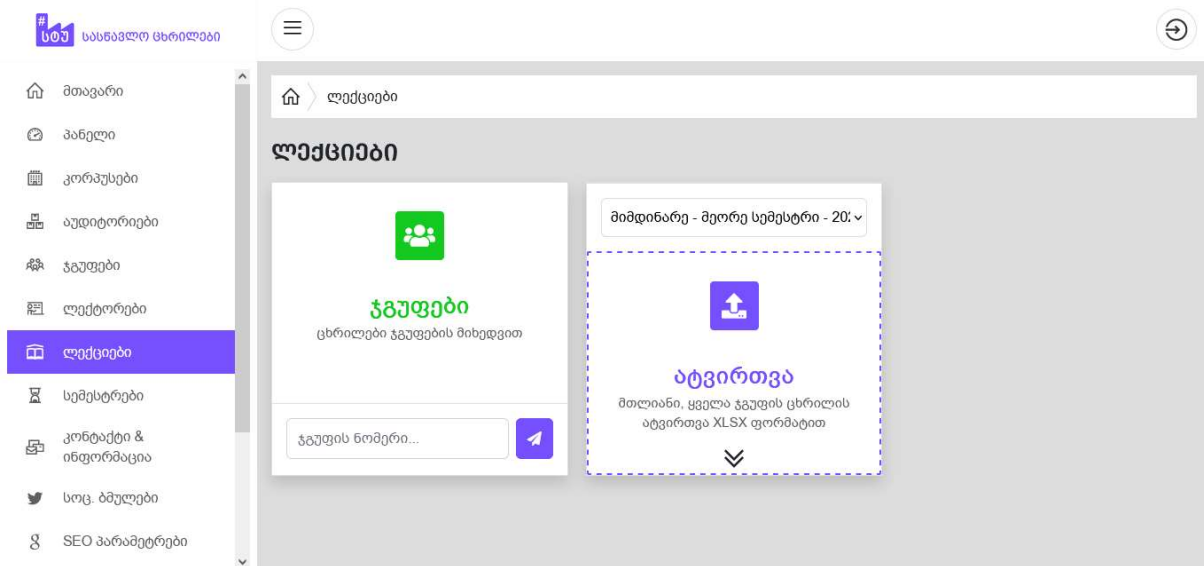 #
სტუ სასწავლო ცხრილები
მთავარი
პანელი
კორპუსები
აუდიტორიები
ჯგუფები
ლექტორები
ლექციები
სემესტრები
კონტაქტი &
ინფორმაცია
სოც. ბმულები
SEO პარამეტრები
ლექციები
ლექციები
ჯგუფები
ცხრილები ჯგუფების მიხედვით
ჯგუფის ნომერი...
მიმდინარე - მეორე სემესტრი - 202
ატვირთვა
მთლიანი, ყველა ჯგუფის ცხრილის
ატვირთვა XLSX ფორმატით